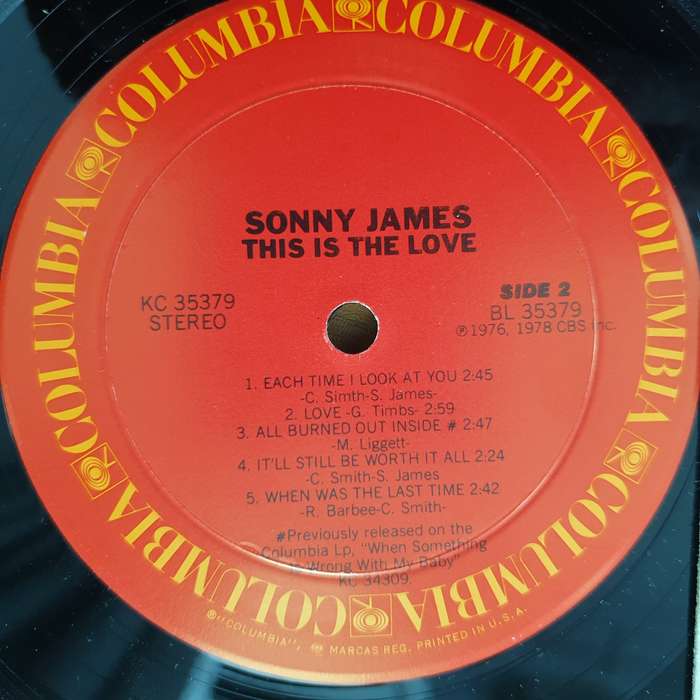 COLUMBIA COLUMBIA COLUMBIA COLUMBIA COLUMBIA COLUMBIA
SONNY JAMES
THIS IS THE LOVE
KC 35379
STEREO
SIDE 2
BL 35379
℗1976, 1978 CBS Inc.
1. EACH TIME I LOOK AT YOU 2:45
-C. Simth-S. James-
2. LOVE -G. Timbs- 2:59
3. ALL BURNED OUT INSIDE # 2:47
-M. Liggett-
4. IT'LL STILL BE WORTH IT ALL 2:24
-C. Smith-S. James
5. WHEN WAS THE LAST TIME 2:42
-R. Barbee-C. Smith-
#Previously released on the
Columbia Lp, "When Something
Is Wrong With My Baby"
KC 34309.
®"COLUMBIA", MARCAS REG. PRINTED IN U.S.A.